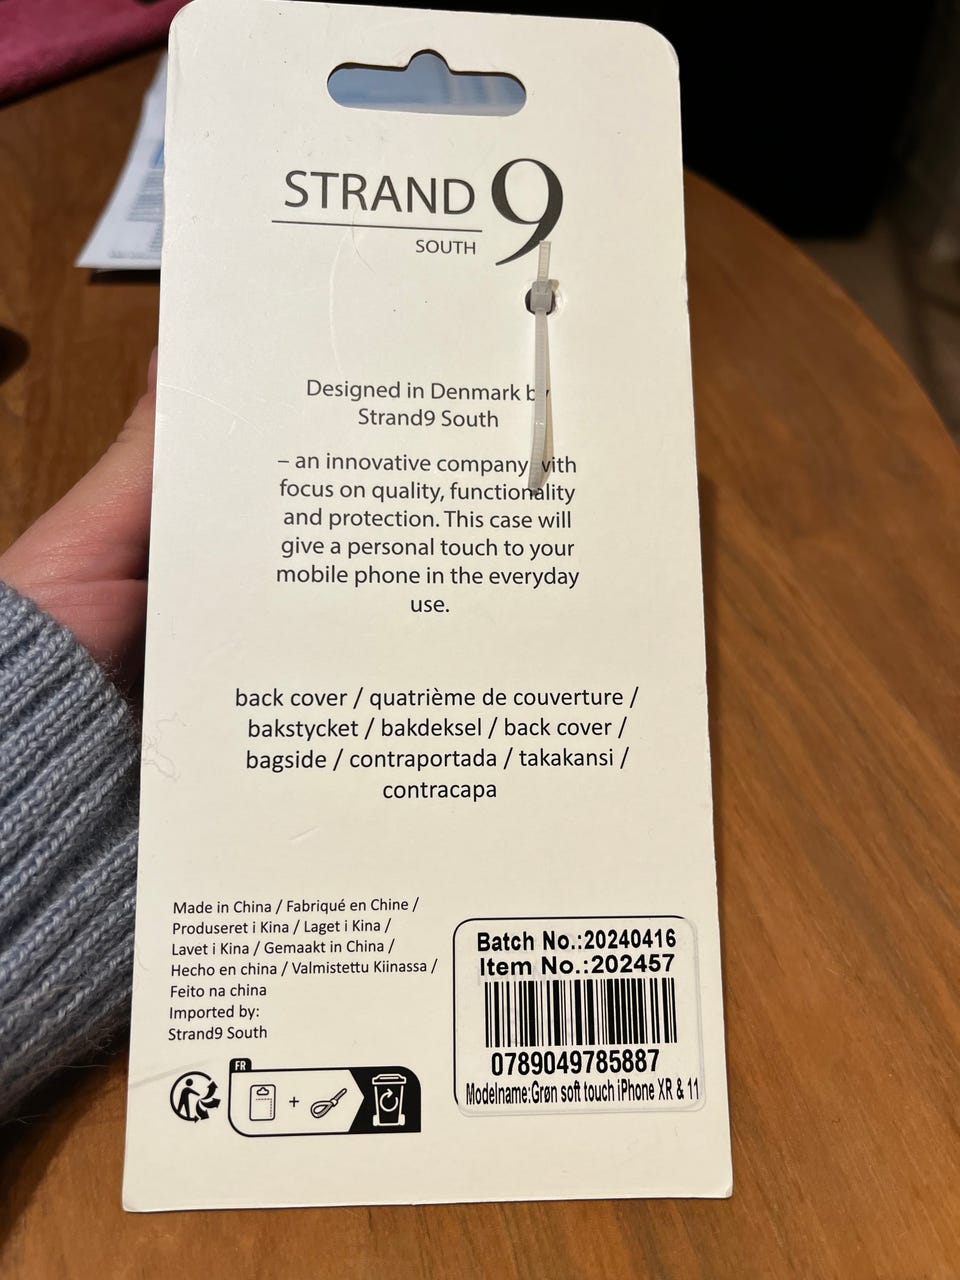 STRAND 9
SOUTH
Designed in Denmark by
Strand9 South
– an innovative company with
focus on quality, functionality
and protection. This case will
give a personal touch to your
mobile phone in the everyday
use.
back cover / quatrième de couverture /
bakstycket / bakdeksel / back cover /
bagside / contraportada / takakansi /
contracapa
Made in China / Fabriqué en Chine /
Produseret i Kina / Laget i Kina /
Lavet i Kina / Gemaakt in China /
Hecho en china / Valmistettu Kiinassa /
Feito na china
Imported by:
Strand9 South
FR
+
Batch No.:20240416
Item No.:202457
0789049785887
Modelname:Grøn soft touch iPhone XR & 11